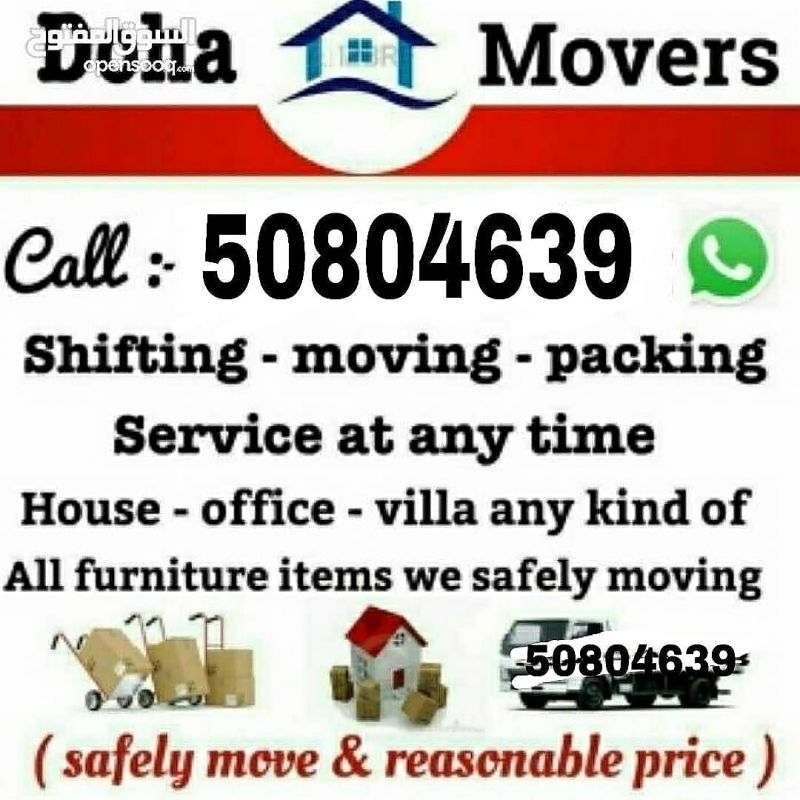 Doha Movers
السوق المفتوح
opensooq.com
Call :- 50804639
Shifting - moving - packing
Service at any time
House - office - villa any kind of
All furniture items we safely moving
50804639
( safely move & reasonable price )